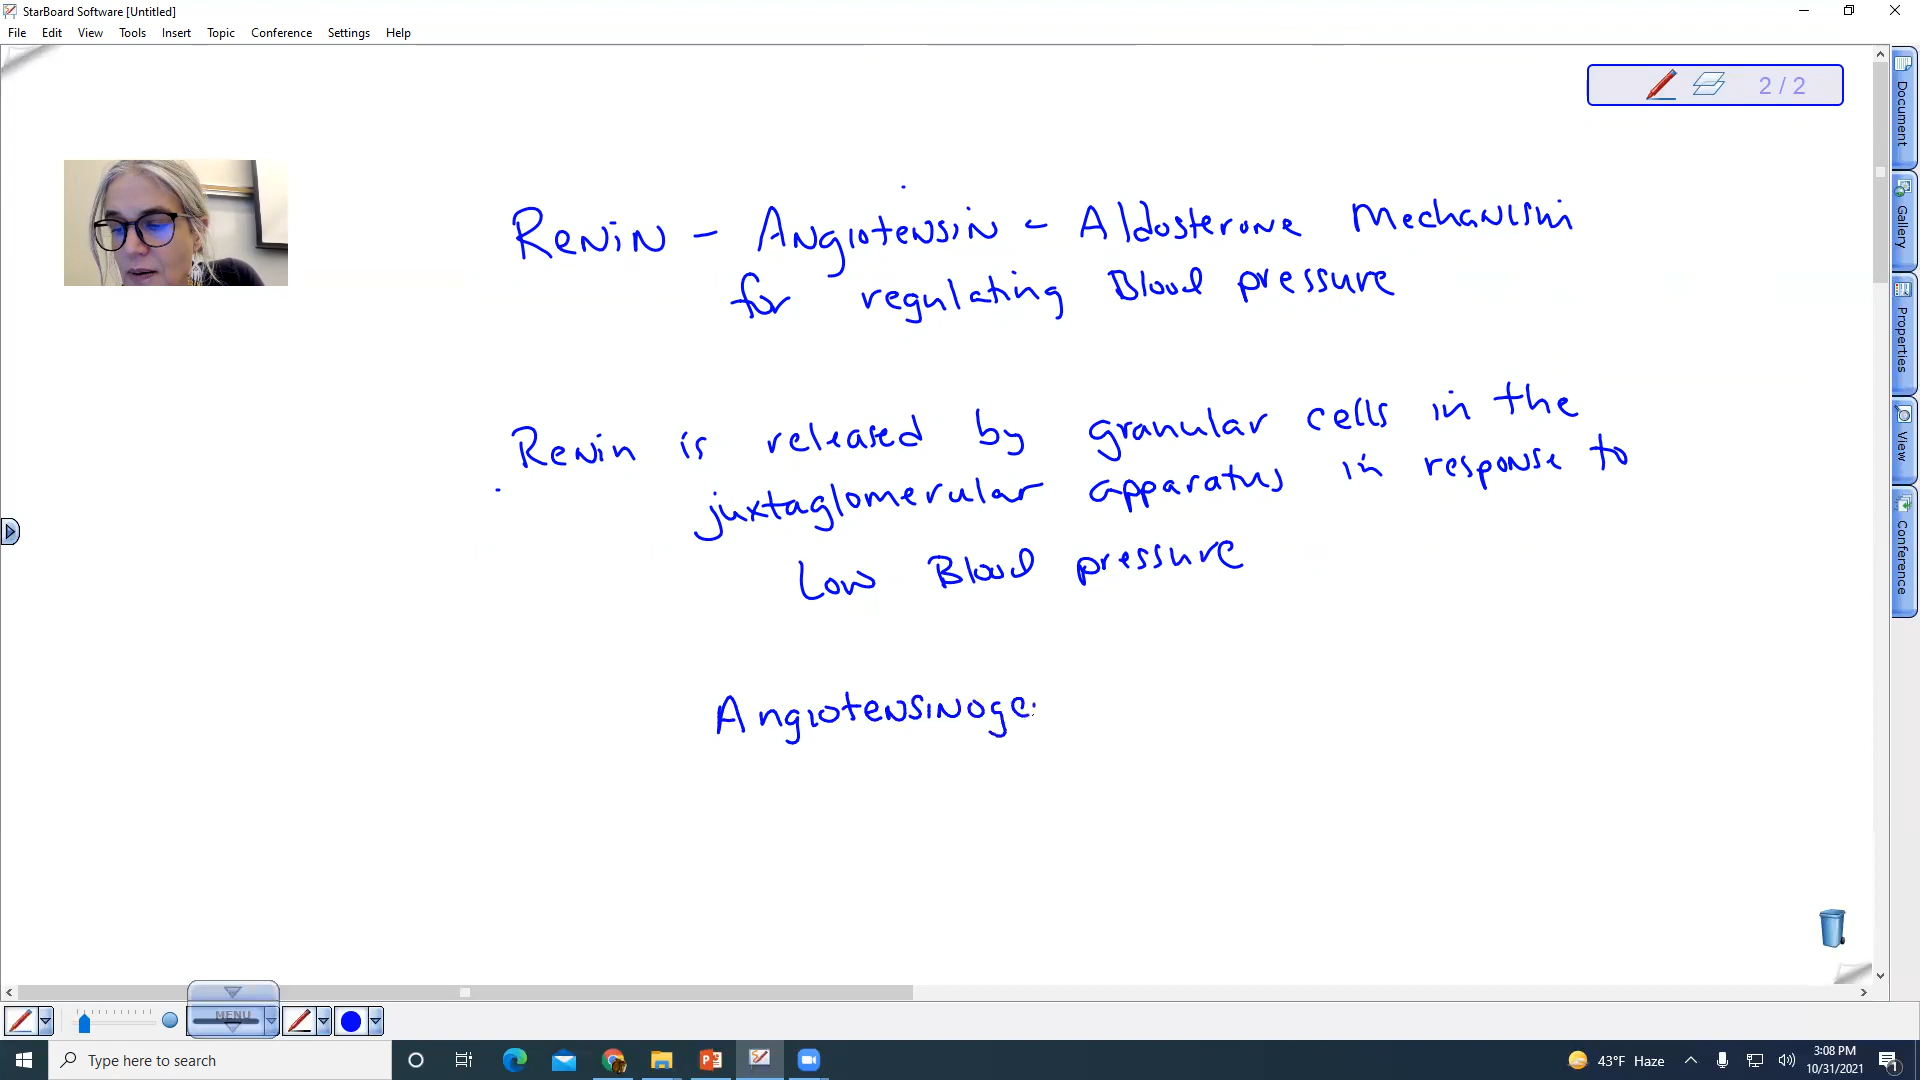 StarBoard Software [Untitled]
File Edit View Tools Insert Topic Conference Settings Help
2 / 2
Document
Gallery
Properties
View
Conference
Renin - Angiotensin - Aldosterone Mechanism
for regulating Blood pressure
Renin is released by granular cells in the
juxtaglomerular apparatus in response to
Low Blood pressure
Angiotensinoge
MENU
Type here to search
43°F Haze
3:08 PM
10/31/2021
1